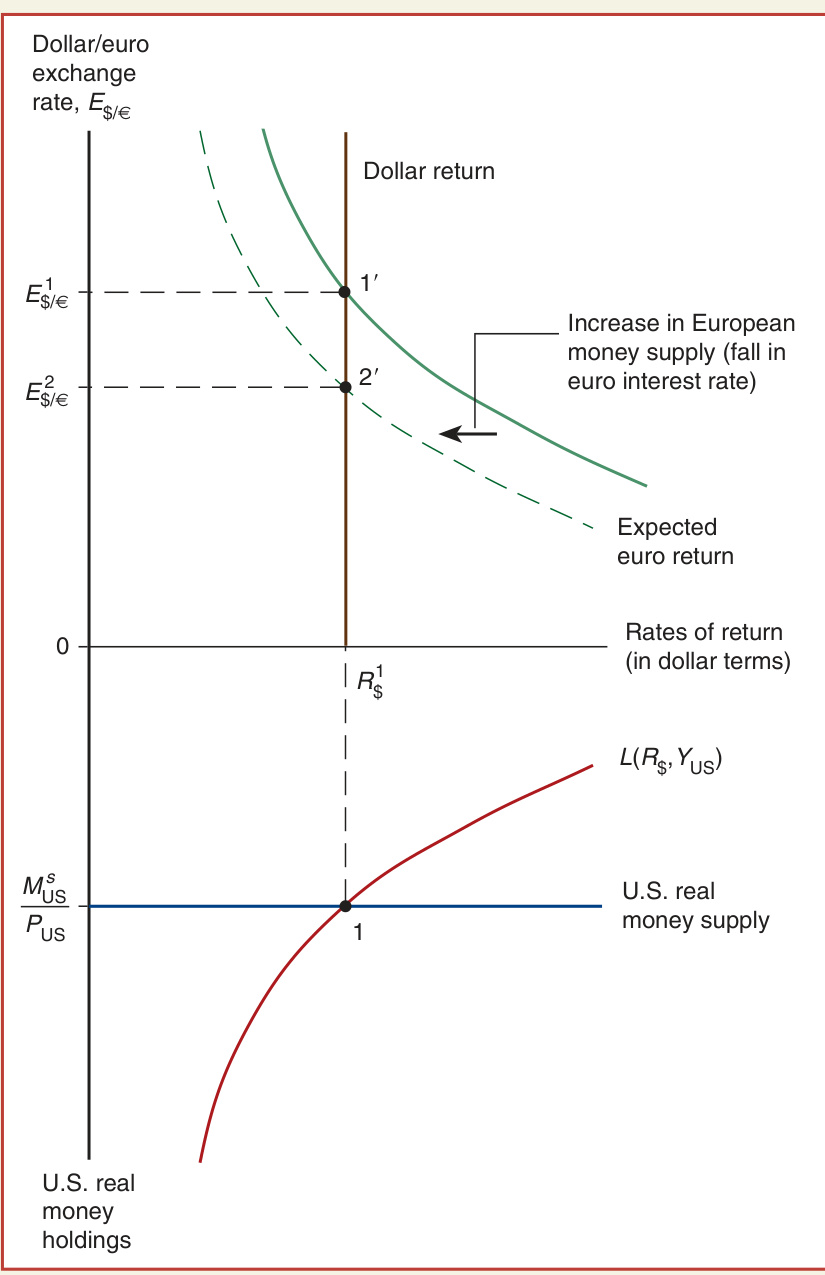 Dollar/euro
exchange
rate, E$/€
Dollar return
E¹$/€
1′
Increase in European
money supply (fall in
euro interest rate)
E²$/€
2′
Expected
euro return
0
Rates of return
(in dollar terms)
R¹$
L(R$, YUS)
MˢUS
PUS
U.S. real
money supply
1
U.S. real
money
holdings